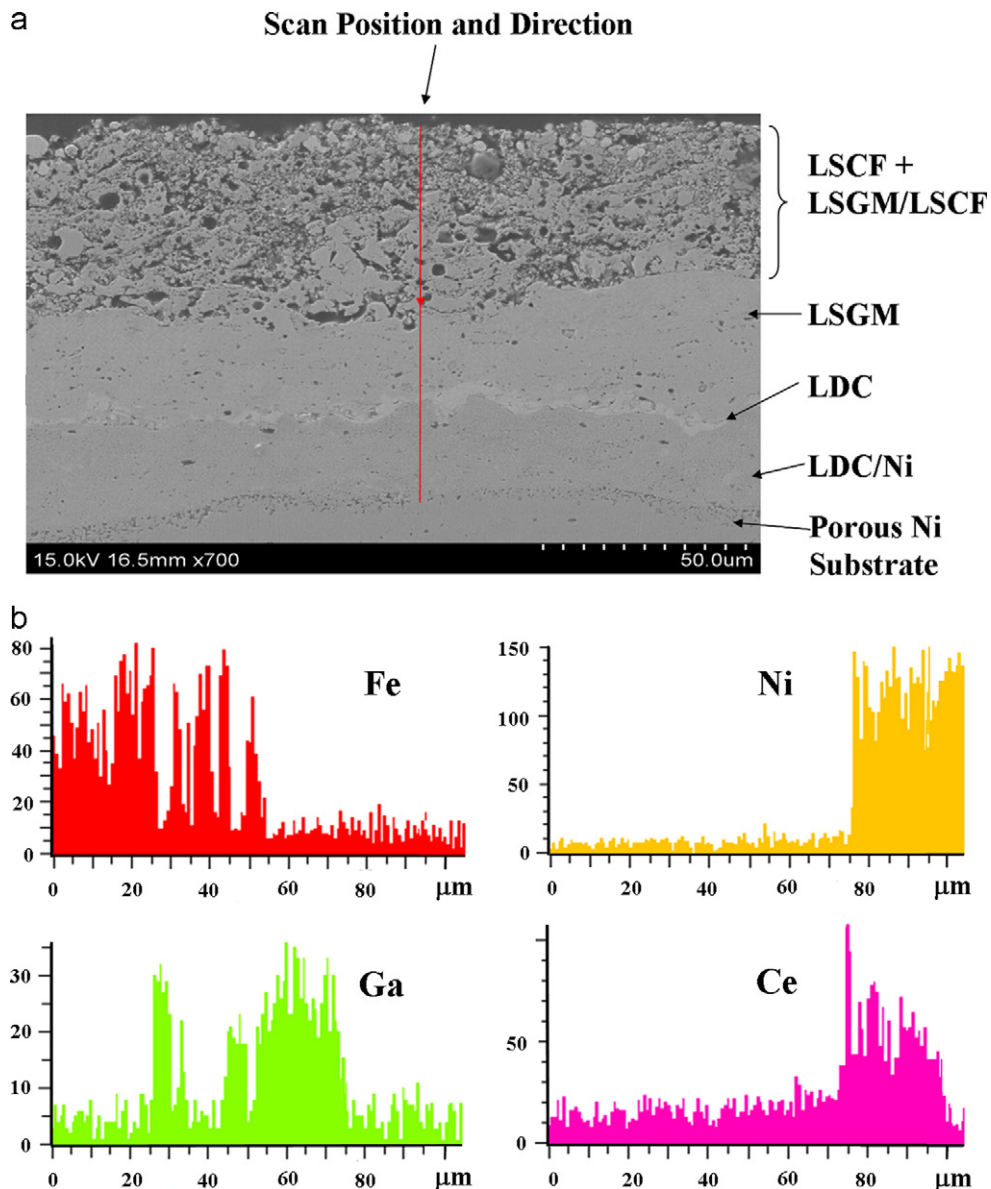 a
Scan Position and Direction
LSCF +
LSGM/LSCF
LSGM
LDC
LDC/Ni
Porous Ni
Substrate
15.0kV 16.5mm x700
50.0um
b
80
60
40
20
0
Fe
0
20
40
60
80
µm
150
100
50
0
Ni
0
20
40
60
80
µm
30
20
10
0
Ga
0
20
40
60
80
µm
50
0
Ce
0
20
40
60
80
µm